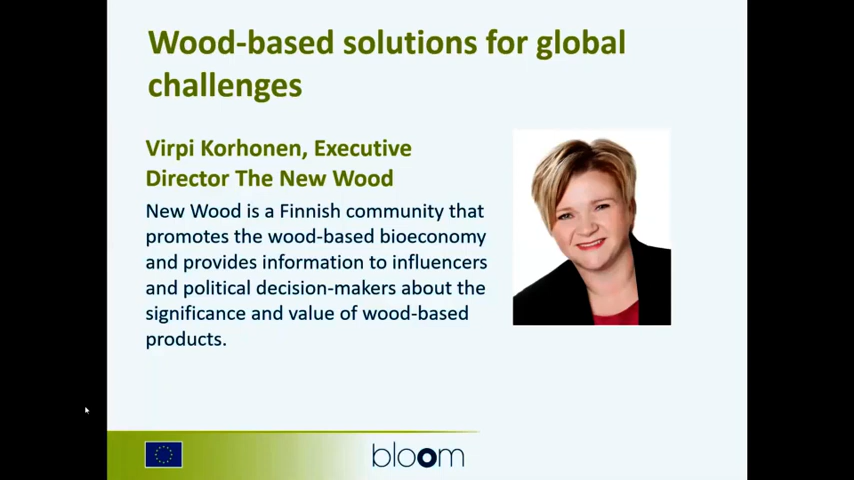 Wood-based solutions for global
challenges
Virpi Korhonen, Executive
Director The New Wood
New Wood is a Finnish community that
promotes the wood-based bioeconomy
and provides information to influencers
and political decision-makers about the
significance and value of wood-based
products.
bloom